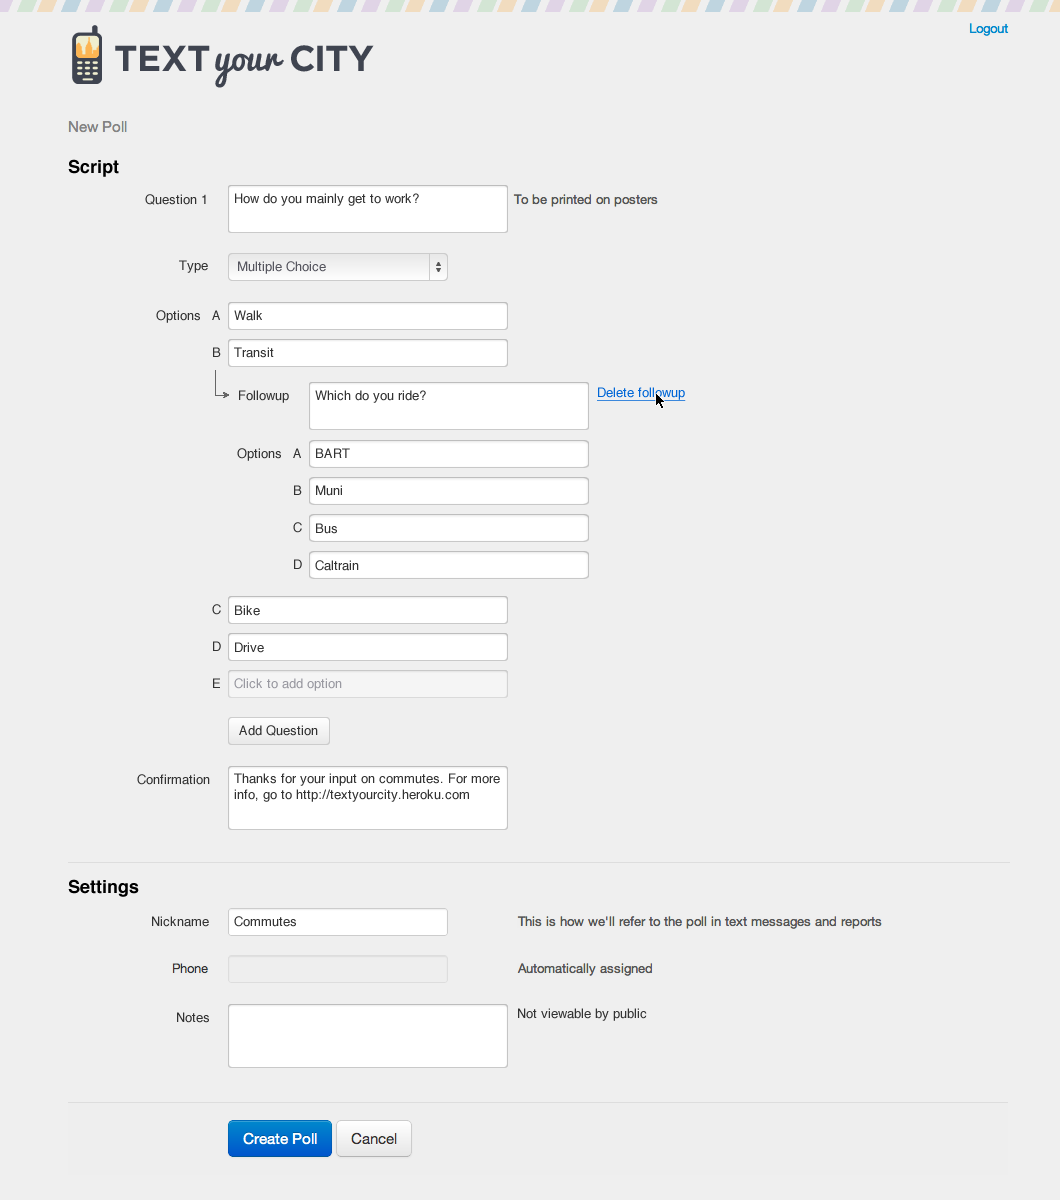 Logout
TEXT your CITY
New Poll
Script
Question 1 How do you mainly get to work? To be printed on posters
Type Multiple Choice
Options A Walk
B Transit
Followup Which do you ride? Delete followup
Options A BART
B Muni
C Bus
D Caltrain
C Bike
D Drive
E Click to add option
Add Question
Confirmation Thanks for your input on commutes. For more
info, go to http://textyourcity.heroku.com
Settings
Nickname Commutes This is how we'll refer to the poll in text messages and reports
Phone Automatically assigned
Notes Not viewable by public
Create Poll Cancel